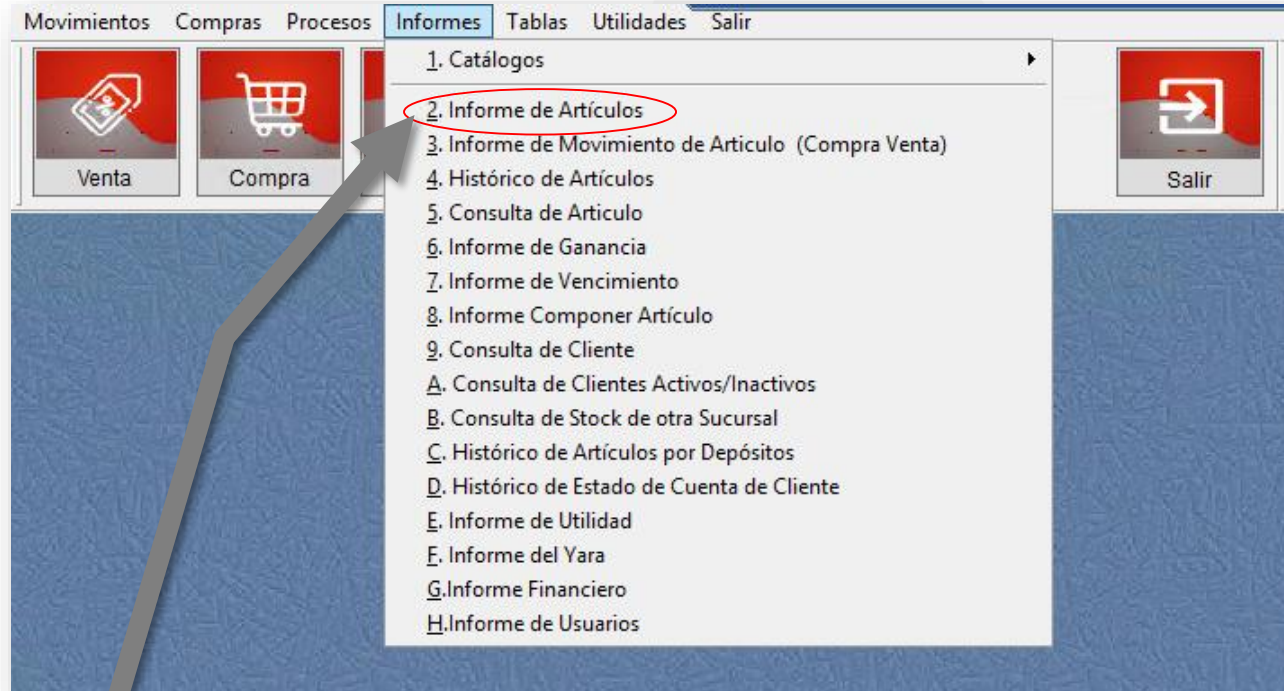 Movimientos Compras Procesos Informes Tablas Utilidades Salir
1. Catálogos
2. Informe de Artículos
3. Informe de Movimiento de Articulo (Compra Venta)
4. Histórico de Artículos
5. Consulta de Articulo
6. Informe de Ganancia
7. Informe de Vencimiento
8. Informe Componer Artículo
9. Consulta de Cliente
A. Consulta de Clientes Activos/Inactivos
B. Consulta de Stock de otra Sucursal
C. Histórico de Artículos por Depósitos
D. Histórico de Estado de Cuenta de Cliente
E. Informe de Utilidad
F. Informe del Yara
G.Informe Financiero
H.Informe de Usuarios
Venta Compra Salir